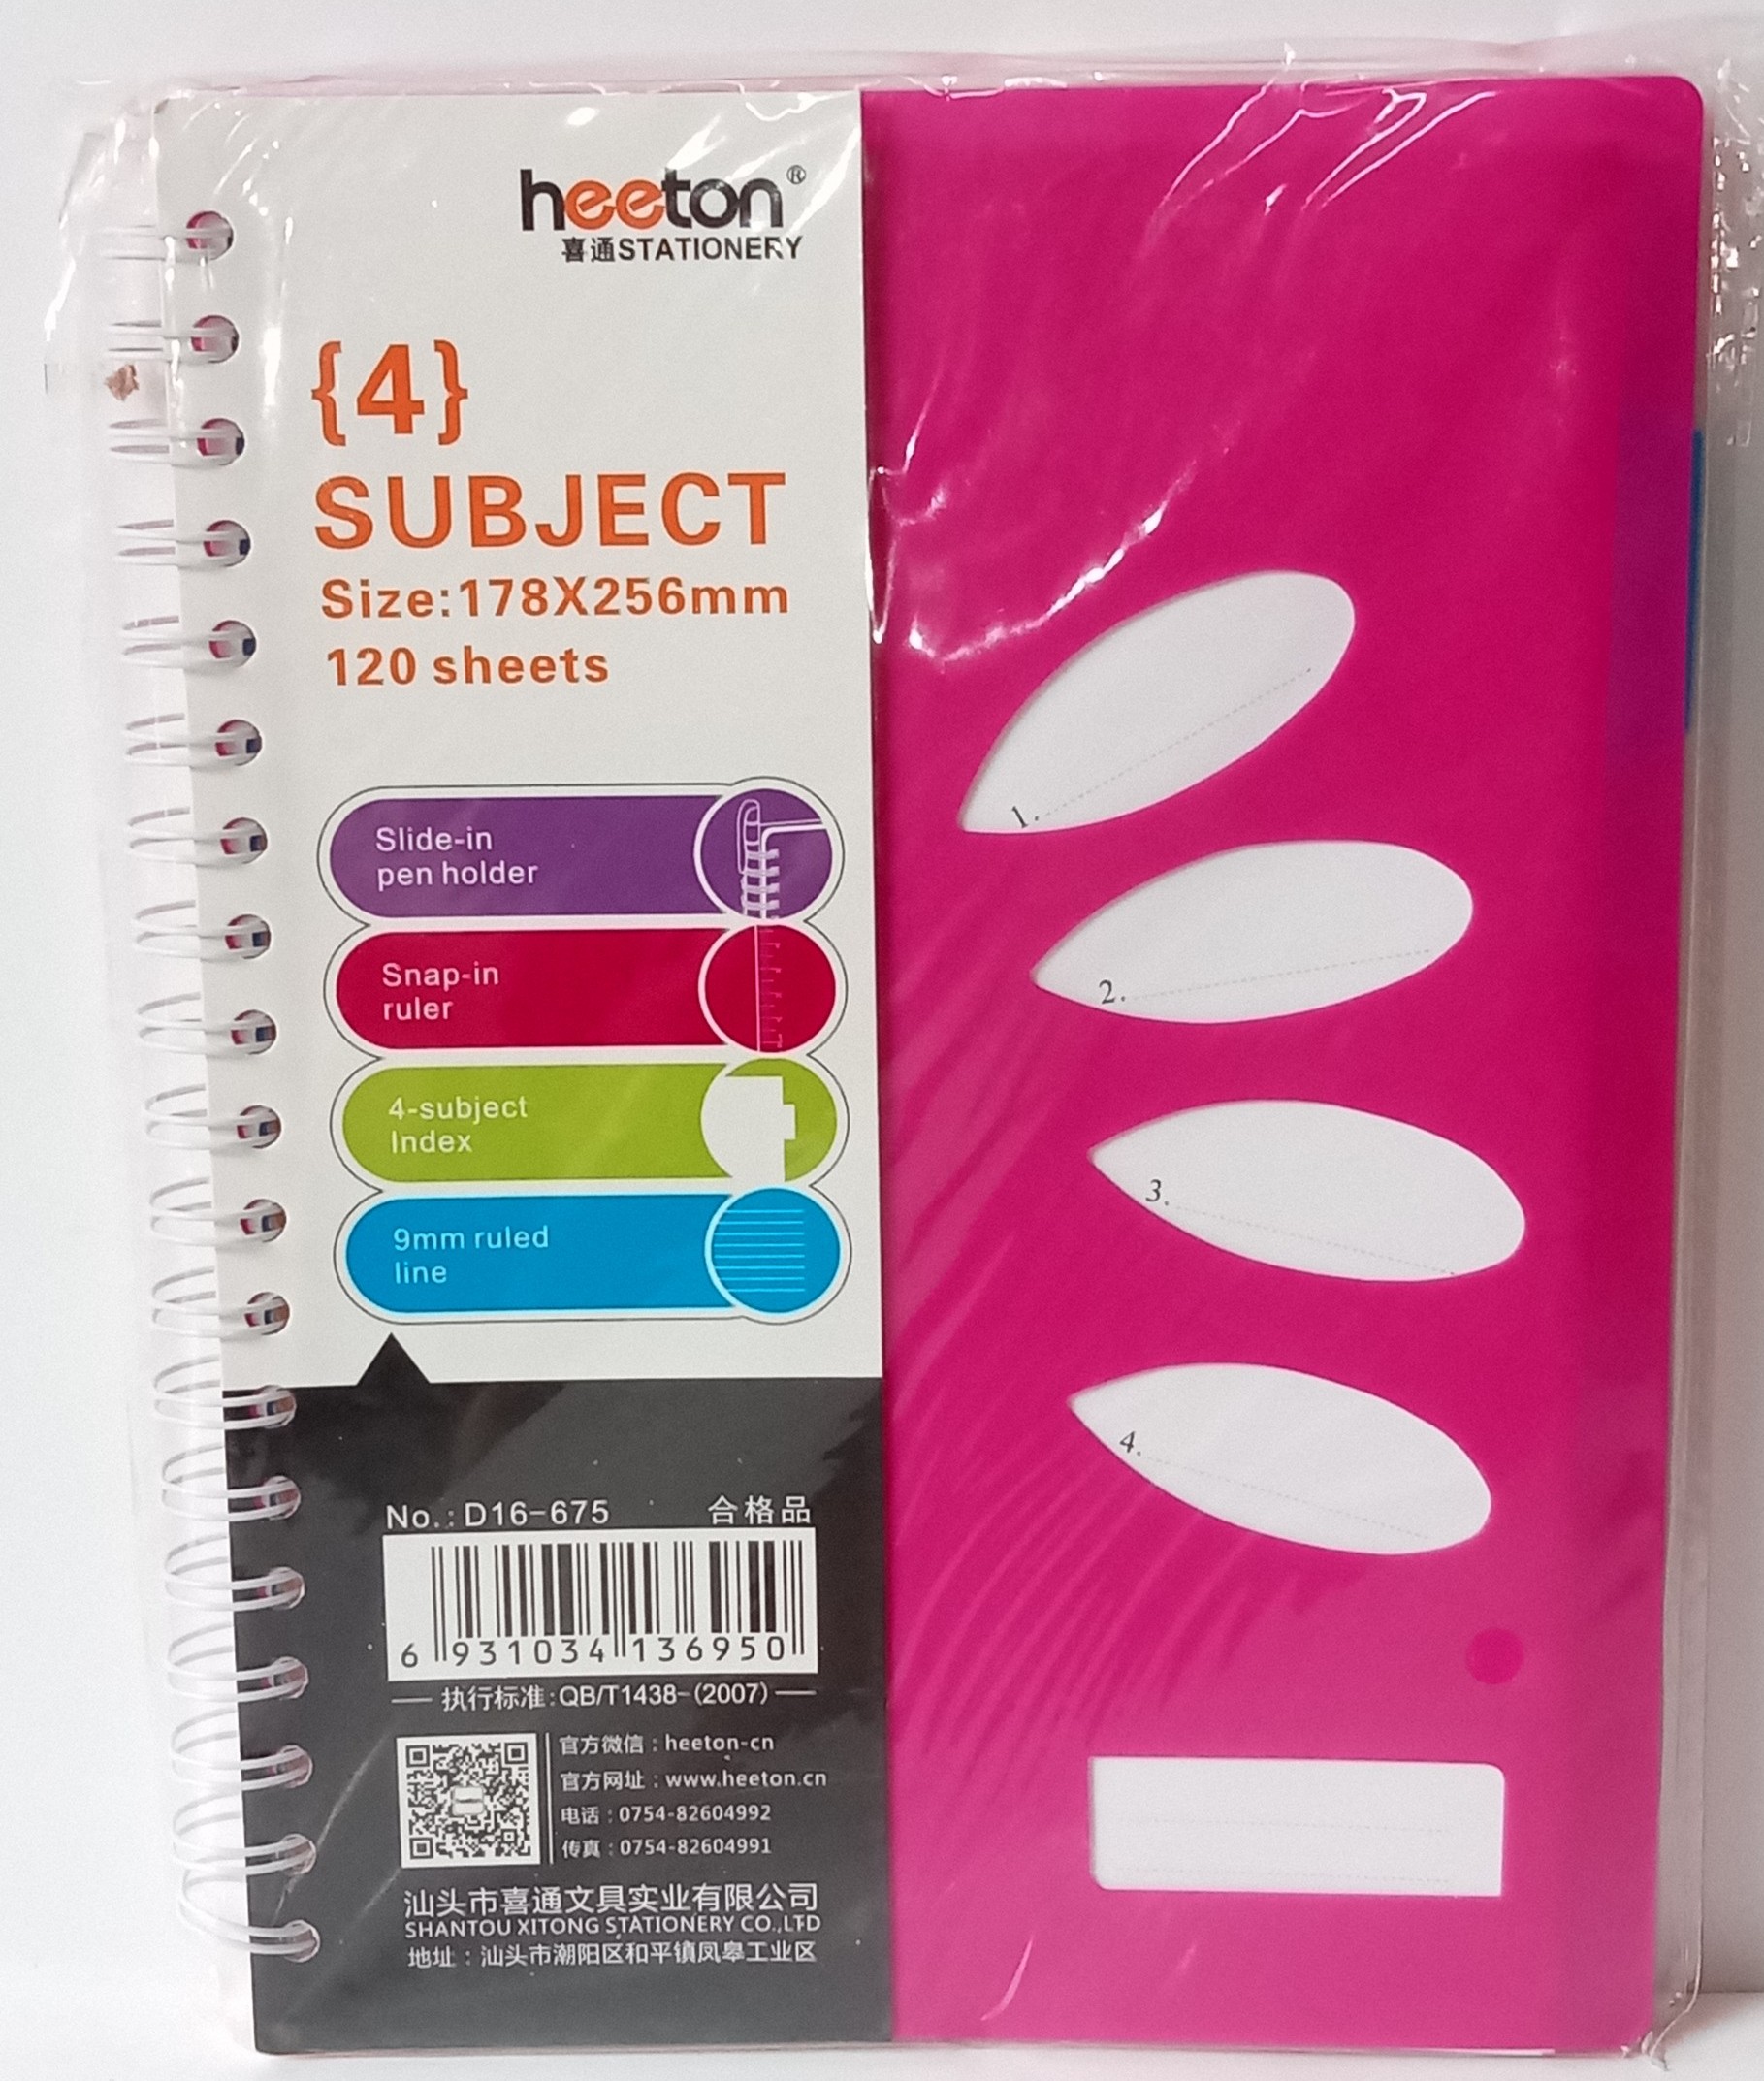 heeton®
喜通STATIONERY
{4}
SUBJECT
Size:178X256mm
120 sheets
Slide-in
pen holder
Snap-in
ruler
4-subject
Index
9mm ruled
line
No.:D16-675 合格品
6 931034 136950
执行标准:QB/T1438-(2007)
官方微信:heeton-cn
官方网址:www.heeton.cn
电话:0754-82604992
传真:0754-82604991
汕头市喜通文具实业有限公司
SHANTOU XITONG STATIONERY CO.,LTD
地址:汕头市潮阳区和平镇凤皋工业区
1.
2.
3.
4.